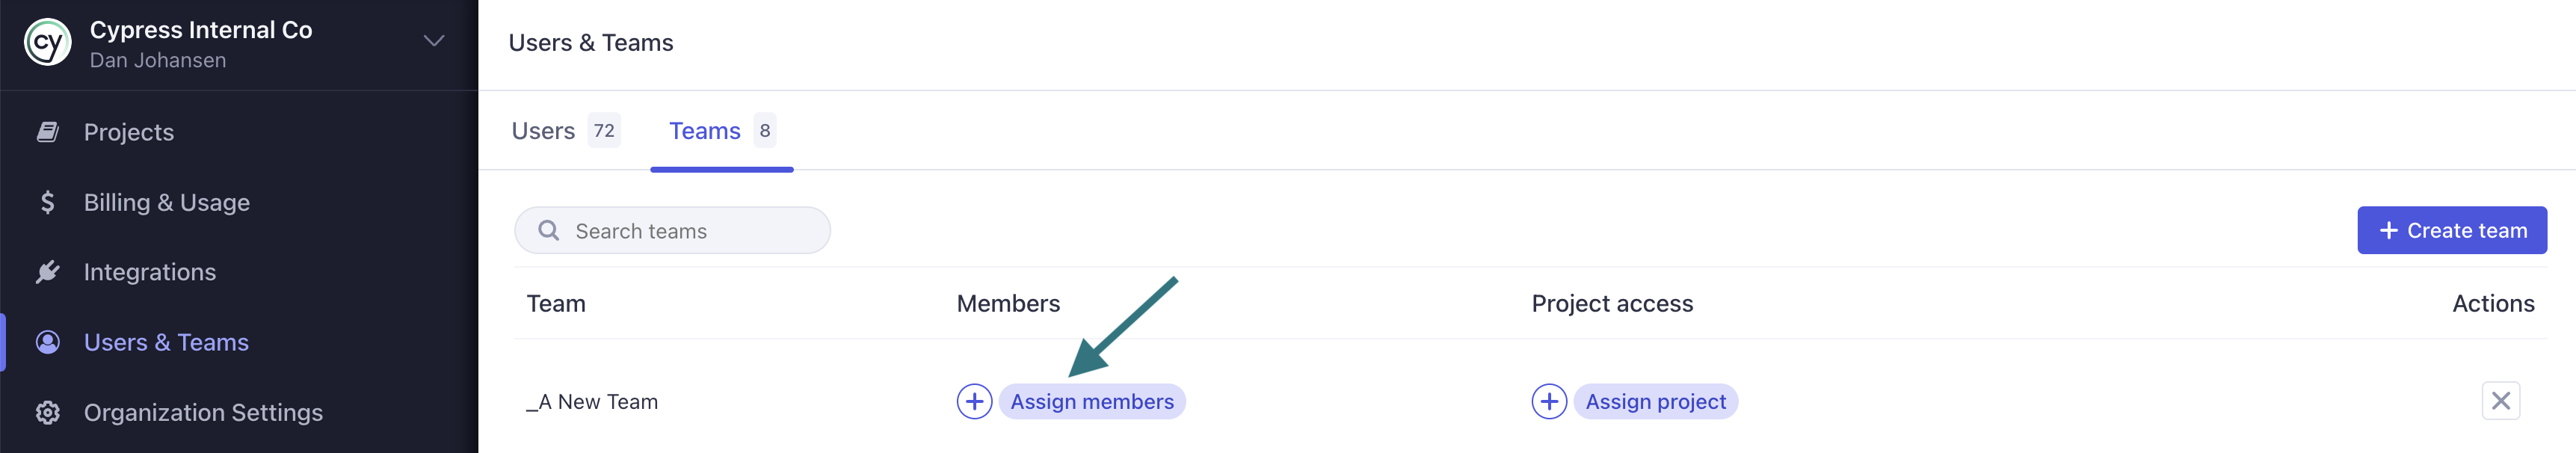 cy
Cypress Internal Co
Dan Johansen
Projects
Billing & Usage
Integrations
Users & Teams
Organization Settings
Users & Teams
Users 72 Teams 8
Search teams
+ Create team
Team Members Project access Actions
_A New Team + Assign members + Assign project